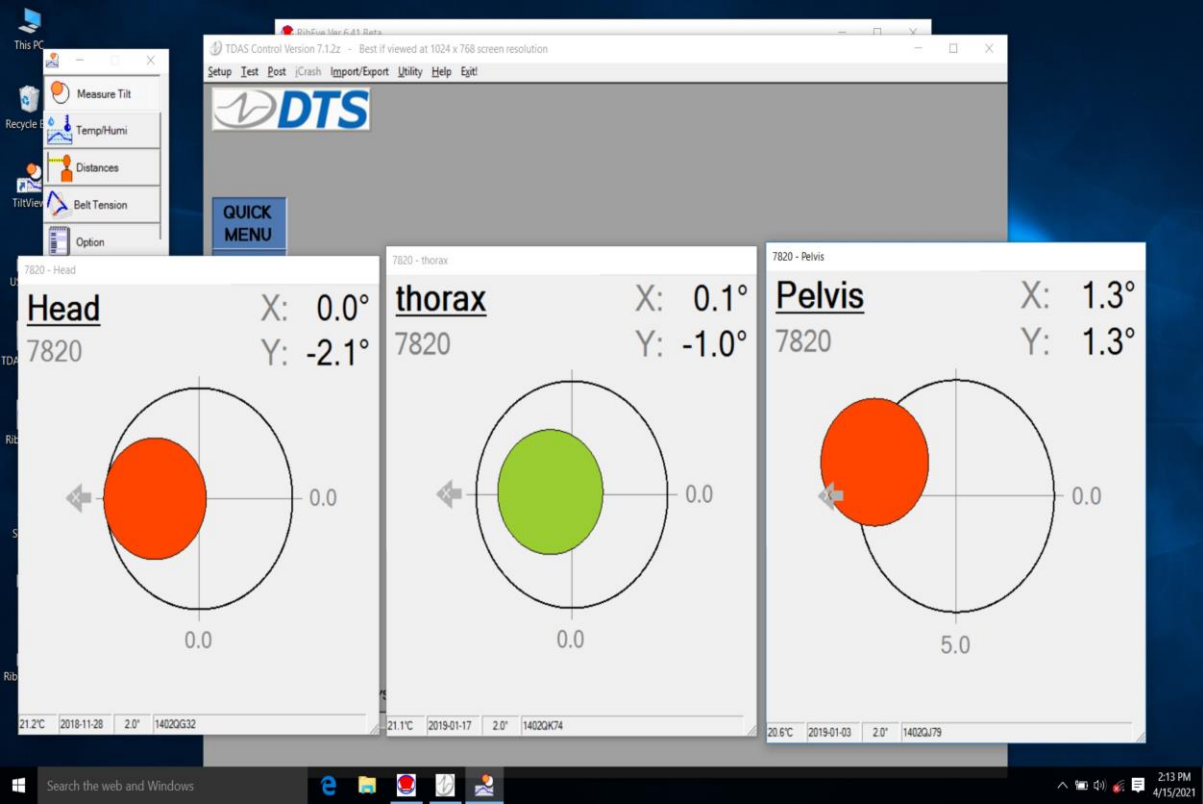 This PC
Recycle
TiltView
RibEye Ver 6.41 Beta
TDAS Control Version 7.1.2z - Best if viewed at 1024 x 768 screen resolution
Setup Test Post iCrash Import/Export Utility Help Exit!
DTS
QUICK
MENU
Measure Tilt
Temp/Humi
Distances
Belt Tension
Option
7820 - Head
Head X: 0.0°
7820 Y: -2.1°
X
0.0
0.0
21.2°C 2018-11-28 2.0° 1402QG32
7820 - thorax
thorax X: 0.1°
7820 Y: -1.0°
X
0.0
0.0
21.1°C 2019-01-17 2.0° 1402QK74
7820 - Pelvis
Pelvis X: 1.3°
7820 Y: 1.3°
X
0.0
5.0
20.6°C 2019-01-03 2.0° 1402QJ79
Search the web and Windows
2:13 PM
4/15/2021